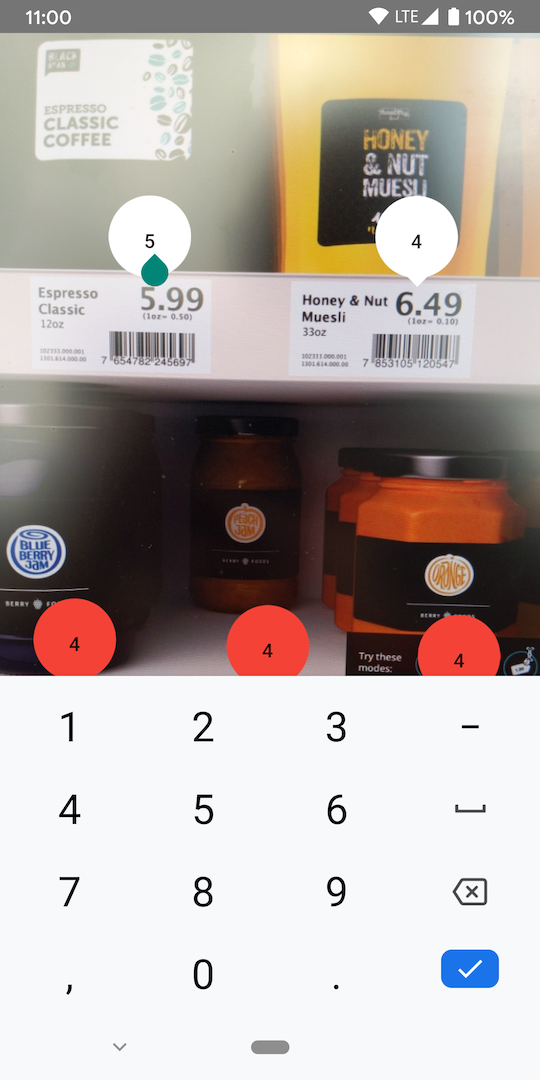 11:00
LTE
100%
ESPRESSO
CLASSIC
COFFEE
HONEY
& NUT
MUESLI
5
4
Espresso
Classic
12oz
5.99
(1oz= 0.50)
102333.000.001
1301.614.000.00
7 654782 245697
Honey & Nut
Muesli
33oz
6.49
(1oz= 0.10)
102333.000.001
1301.614.000.00
7 853105 120547
BLUE
BERRY
JAM
BERRY
PEACH
JAM
BERRY FOODS
ORANGE
BERRY
4
4
4
Try these
modes:
1 2 3 –
4 5 6
7 8 9
, 0 .